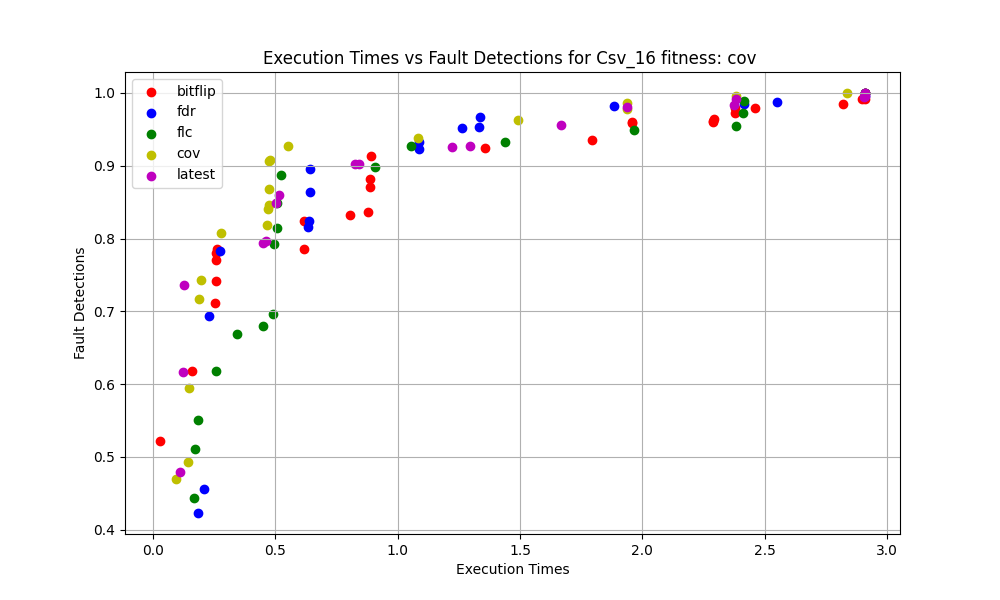 Execution Times vs Fault Detections for Csv_16 fitness: cov
bitflip
fdr
flc
cov
latest
Fault Detections
1.0
0.9
0.8
0.7
0.6
0.5
0.4
0.0 0.5 1.0 1.5 2.0 2.5 3.0
Execution Times